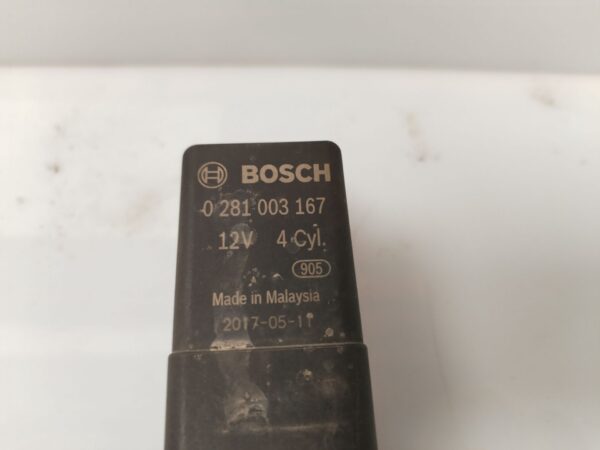 BOSCH
0 281 003 167
12V 4 Cyl.
905
Made in Malaysia
2017-05-11